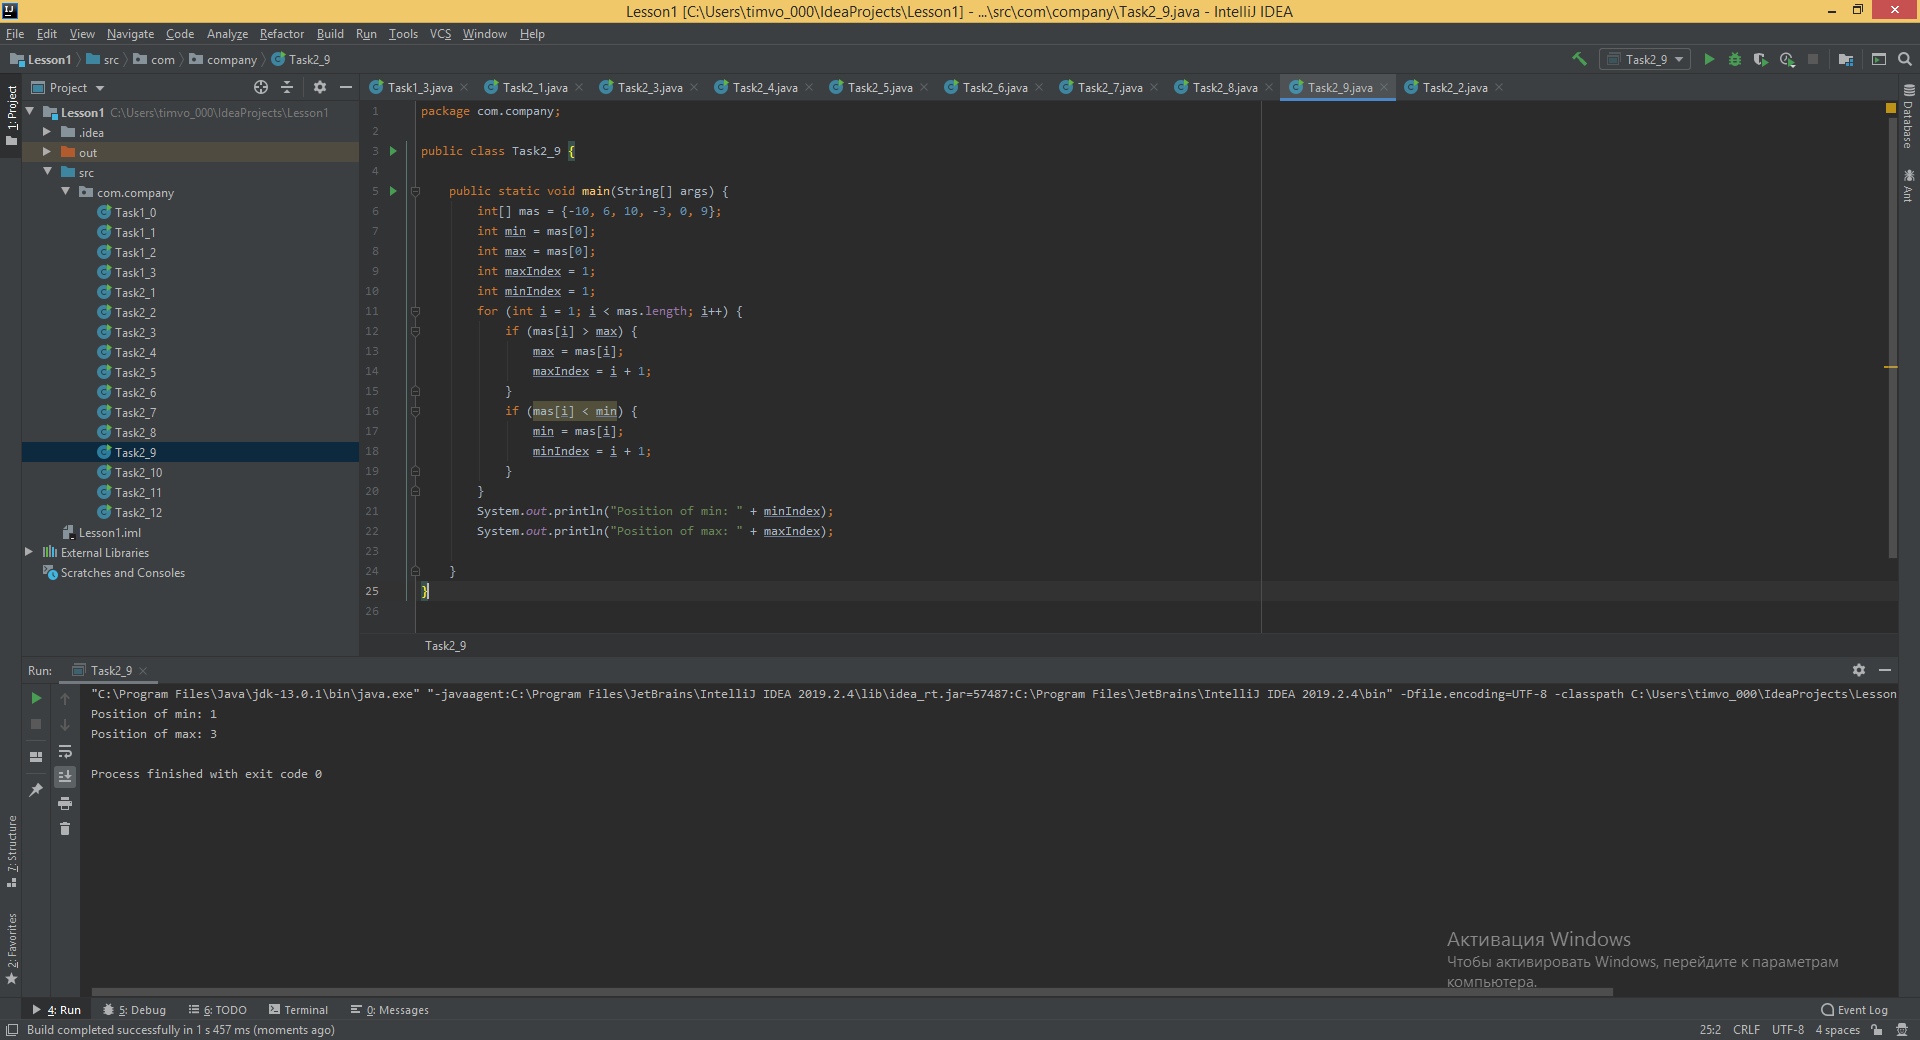 Lesson1 [C:\Users\timvo_000\IdeaProjects\Lesson1] - ...\src\com\company\Task2_9.java - IntelliJ IDEA
File Edit View Navigate Code Analyze Refactor Build Run Tools VCS Window Help
Lesson1 src com company Task2_9
Task2_9
Project
Task1_3.java Task2_1.java Task2_3.java Task2_4.java Task2_5.java Task2_6.java Task2_7.java Task2_8.java Task2_9.java Task2_2.java
1: Project
Lesson1 C:\Users\timvo_000\IdeaProjects\Lesson1
.idea
out
src
com.company
Task1_0
Task1_1
Task1_2
Task1_3
Task2_1
Task2_2
Task2_3
Task2_4
Task2_5
Task2_6
Task2_7
Task2_8
Task2_9
Task2_10
Task2_11
Task2_12
Lesson1.iml
External Libraries
Scratches and Consoles
1 package com.company;
2
3 public class Task2_9 {
4
5 public static void main(String[] args) {
6 int[] mas = {-10, 6, 10, -3, 0, 9};
7 int min = mas[0];
8 int max = mas[0];
9 int maxIndex = 1;
10 int minIndex = 1;
11 for (int i = 1; i < mas.length; i++) {
12 if (mas[i] > max) {
13 max = mas[i];
14 maxIndex = i + 1;
15 }
16 if (mas[i] < min) {
17 min = mas[i];
18 minIndex = i + 1;
19 }
20 }
21 System.out.println("Position of min: " + minIndex);
22 System.out.println("Position of max: " + maxIndex);
23
24 }
25 }
26
Task2_9
Database
Ant
Run: Task2_9
"C:\Program Files\Java\jdk-13.0.1\bin\java.exe" "-javaagent:C:\Program Files\JetBrains\IntelliJ IDEA 2019.2.4\lib\idea_rt.jar=57487:C:\Program Files\JetBrains\IntelliJ IDEA 2019.2.4\bin" -Dfile.encoding=UTF-8 -classpath C:\Users\timvo_000\IdeaProjects\Lesson
Position of min: 1
Position of max: 3
Process finished with exit code 0
7: Structure
2: Favorites
Активация Windows
Чтобы активировать Windows, перейдите к параметрам
компьютера.
4: Run 5: Debug 6: TODO Terminal 0: Messages Event Log
Build completed successfully in 1 s 457 ms (moments ago) 25:2 CRLF UTF-8 4 spaces